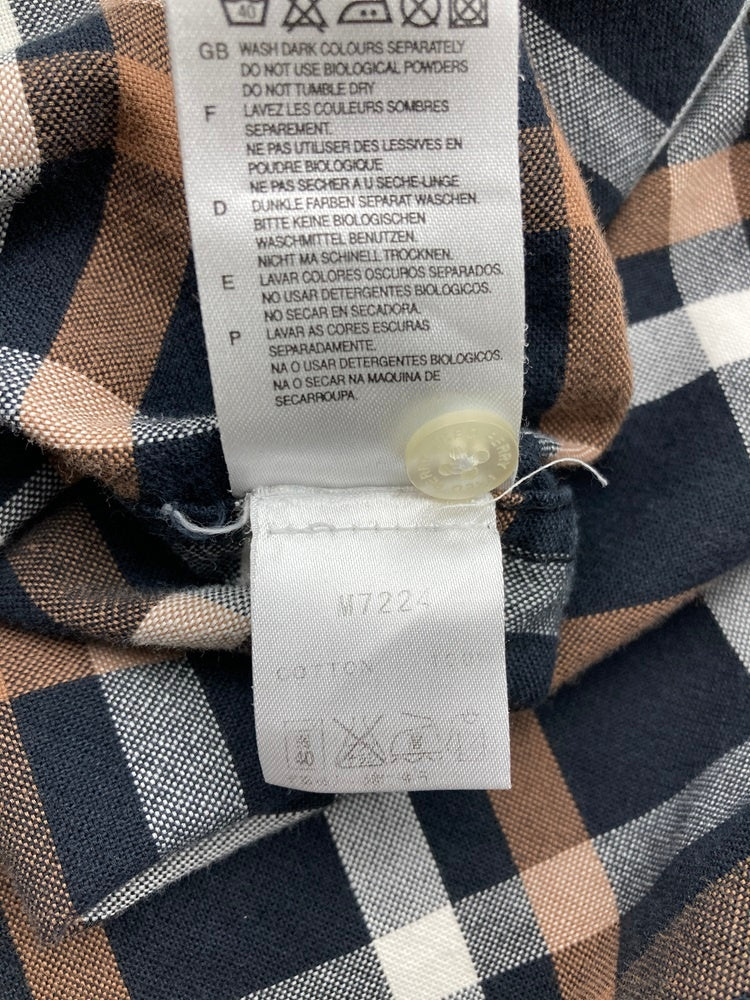 40
GB WASH DARK COLOURS SEPARATELY
DO NOT USE BIOLOGICAL POWDERS
DO NOT TUMBLE DRY
F LAVEZ LES COULEURS SOMBRES
SEPAREMENT.
NE PAS UTILISER DES LESSIVES EN
POUDRE BIOLOGIQUE
NE PAS SECHER A U SECHE-LINGE
D DUNKLE FARBEN SEPARAT WASCHEN.
BITTE KEINE BIOLOGISCHEN
WASCHMITTEL BENUTZEN.
NICHT MA SCHNELL TROCKNEN.
E LAVAR COLORES OSCUROS SEPARADOS.
NO USAR DETERGENTES BIOLOGICOS.
NO SECAR EN SECADORA.
P LAVAR AS CORES ESCURAS
SEPARADAMENTE.
NA O USAR DETERGENTES BIOLOGICOS.
NA O SECAR NA MAQUINA DE
SECARROUPA.
M7224
COTTON 100%